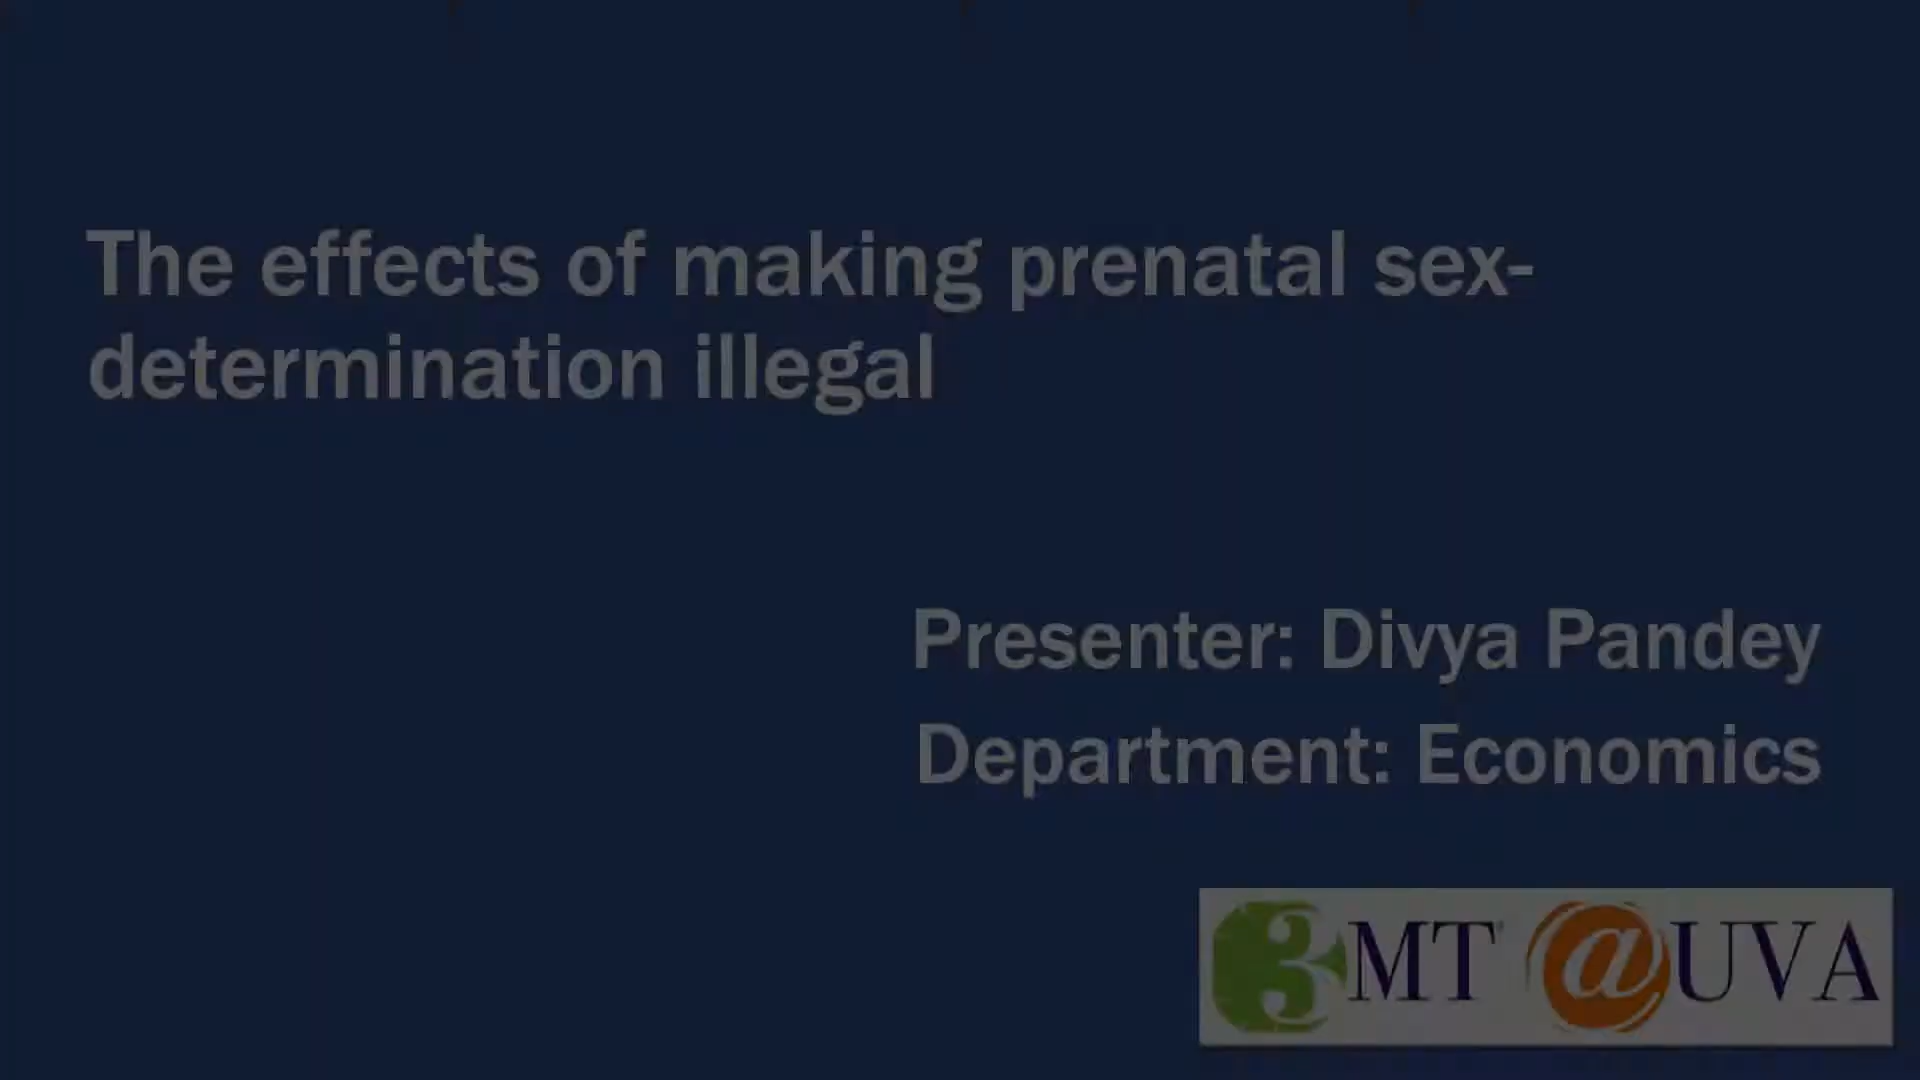 The effects of making prenatal sex-
determination illegal
Presenter: Divya Pandey
Department: Economics
3MT @UVA